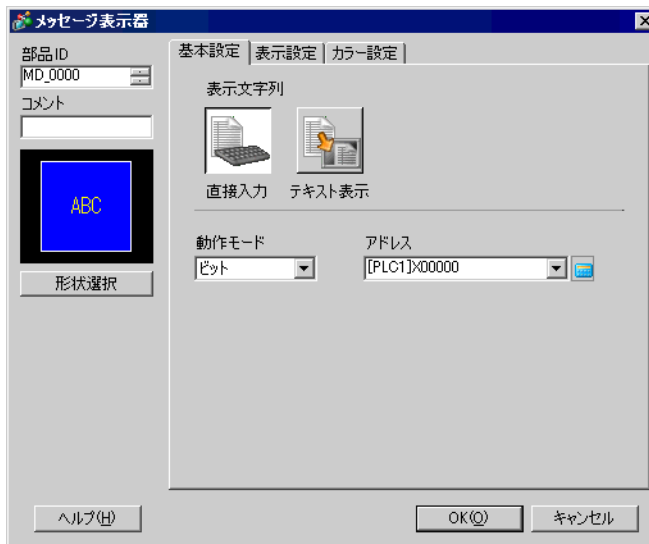 メッセージ表示器
部品ID
MD_0000
コメント
ABC
形状選択
基本設定 表示設定 カラー設定
表示文字列
直接入力 テキスト表示
動作モード アドレス
ビット [PLC1]X00000
ヘルプ(H) OK(O) キャンセル